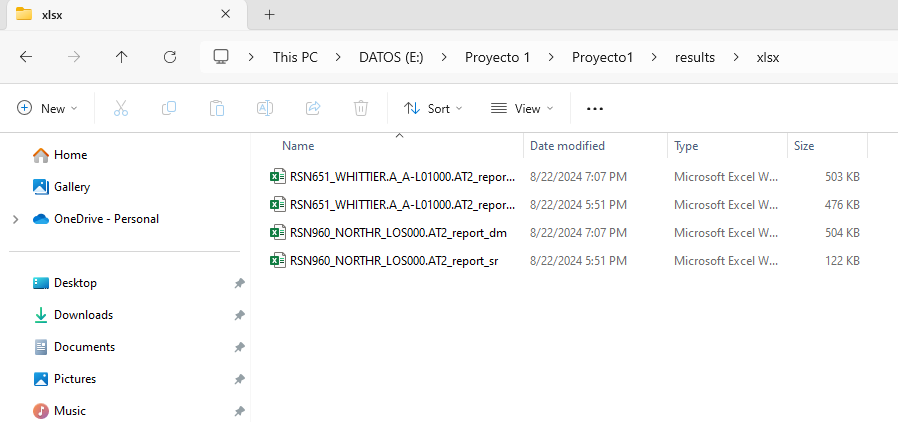 xlsx
This PC > DATOS (E:) > Proyecto 1 > Proyecto1 > results > xlsx
New Sort View
Home
Gallery
OneDrive - Personal
Desktop
Downloads
Documents
Pictures
Music
Name Date modified Type Size
RSN651_WHITTIER.A_A-L01000.AT2_repor... 8/22/2024 7:07 PM Microsoft Excel W... 503 KB
RSN651_WHITTIER.A_A-L01000.AT2_repor... 8/22/2024 5:51 PM Microsoft Excel W... 476 KB
RSN960_NORTHR_LOS000.AT2_report_dm 8/22/2024 7:07 PM Microsoft Excel W... 504 KB
RSN960_NORTHR_LOS000.AT2_report_sr 8/22/2024 5:51 PM Microsoft Excel W... 122 KB